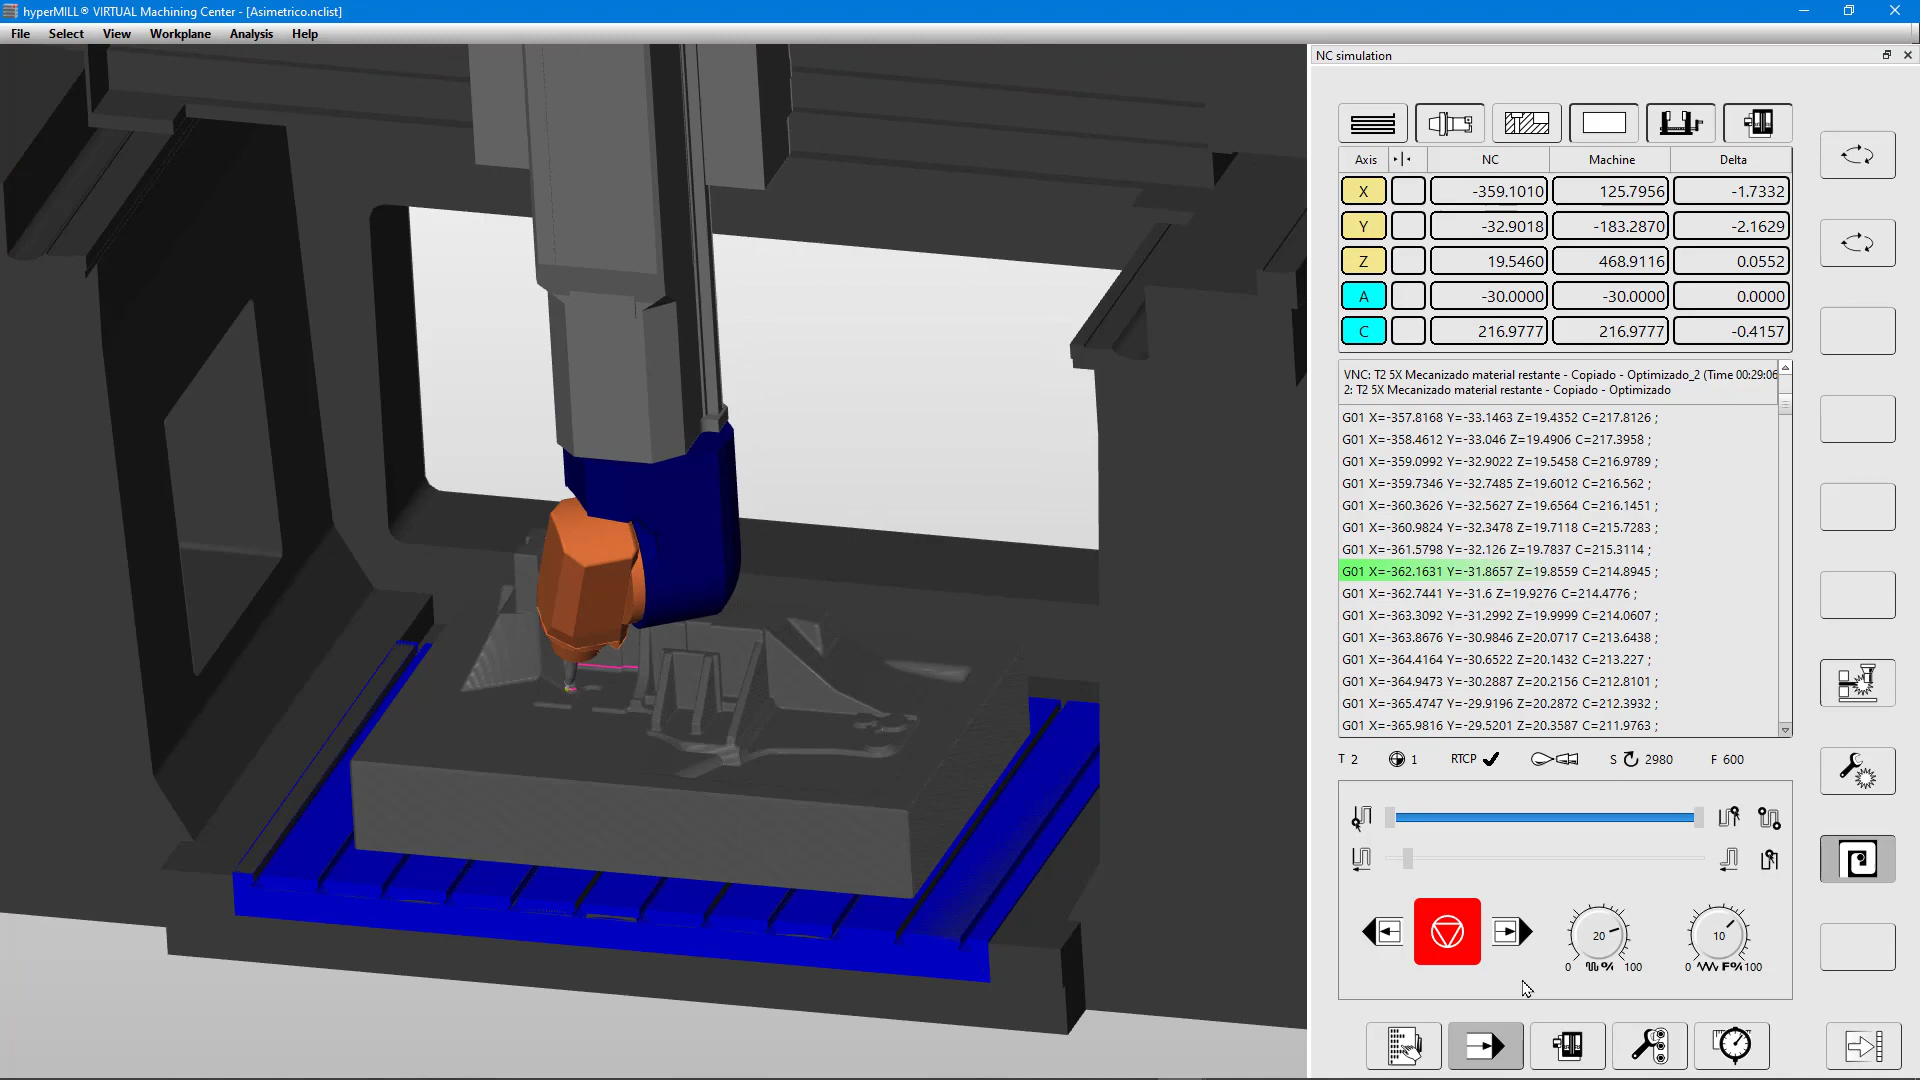 hyperMILL® VIRTUAL Machining Center - [Asimetrico.nclist]
File Select View Workplane Analysis Help
NC simulation
Axis NC Machine Delta
X -359.1010 125.7956 -1.7332
Y -32.9018 -183.2870 -2.1629
Z 19.5460 468.9116 0.0552
A -30.0000 -30.0000 0.0000
C 216.9777 216.9777 -0.4157
VNC: T2 5X Mecanizado material restante - Copiado - Optimizado_2 (Time 00:29:06
2: T2 5X Mecanizado material restante - Copiado - Optimizado
G01 X=-357.8168 Y=-33.1463 Z=19.4352 C=217.8126 ;
G01 X=-358.4612 Y=-33.046 Z=19.4906 C=217.3958 ;
G01 X=-359.0992 Y=-32.9022 Z=19.5458 C=216.9789 ;
G01 X=-359.7346 Y=-32.7485 Z=19.6012 C=216.562 ;
G01 X=-360.3626 Y=-32.5627 Z=19.6564 C=216.1451 ;
G01 X=-360.9824 Y=-32.3478 Z=19.7118 C=215.7283 ;
G01 X=-361.5798 Y=-32.126 Z=19.7837 C=215.3114 ;
G01 X=-362.1631 Y=-31.8657 Z=19.8559 C=214.8945 ;
G01 X=-362.7441 Y=-31.6 Z=19.9276 C=214.4776 ;
G01 X=-363.3092 Y=-31.2992 Z=19.9999 C=214.0607 ;
G01 X=-363.8676 Y=-30.9846 Z=20.0717 C=213.6438 ;
G01 X=-364.4164 Y=-30.6522 Z=20.1432 C=213.227 ;
G01 X=-364.9473 Y=-30.2887 Z=20.2156 C=212.8101 ;
G01 X=-365.4747 Y=-29.9196 Z=20.2872 C=212.3932 ;
G01 X=-365.9816 Y=-29.5201 Z=20.3587 C=211.9763 ;
T 2 1 RTCP S 2980 F 600
20 10
0 % 100 0 F% 100